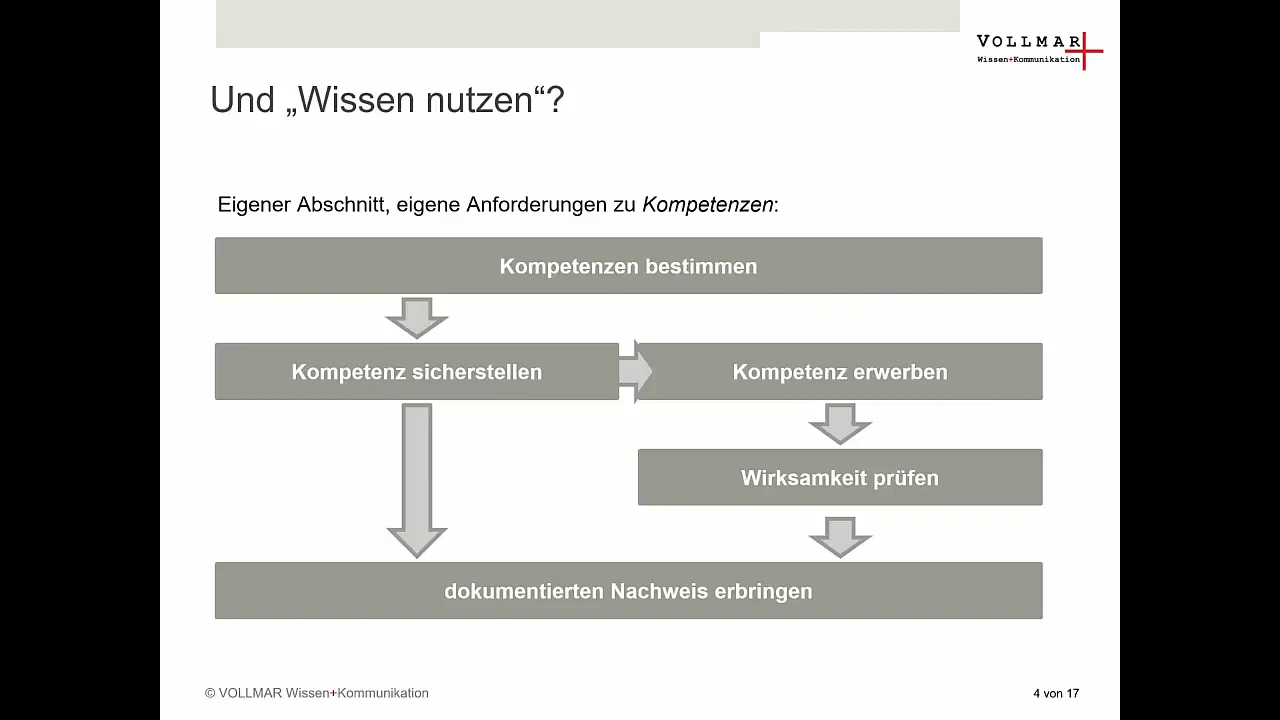 VOLLMAR
Wissen+Kommunikation
Und „Wissen nutzen“?
Eigener Abschnitt, eigene Anforderungen zu Kompetenzen:
Kompetenzen bestimmen
Kompetenz sicherstellen
Kompetenz erwerben
Wirksamkeit prüfen
dokumentierten Nachweis erbringen
© VOLLMAR Wissen+Kommunikation
4 von 17